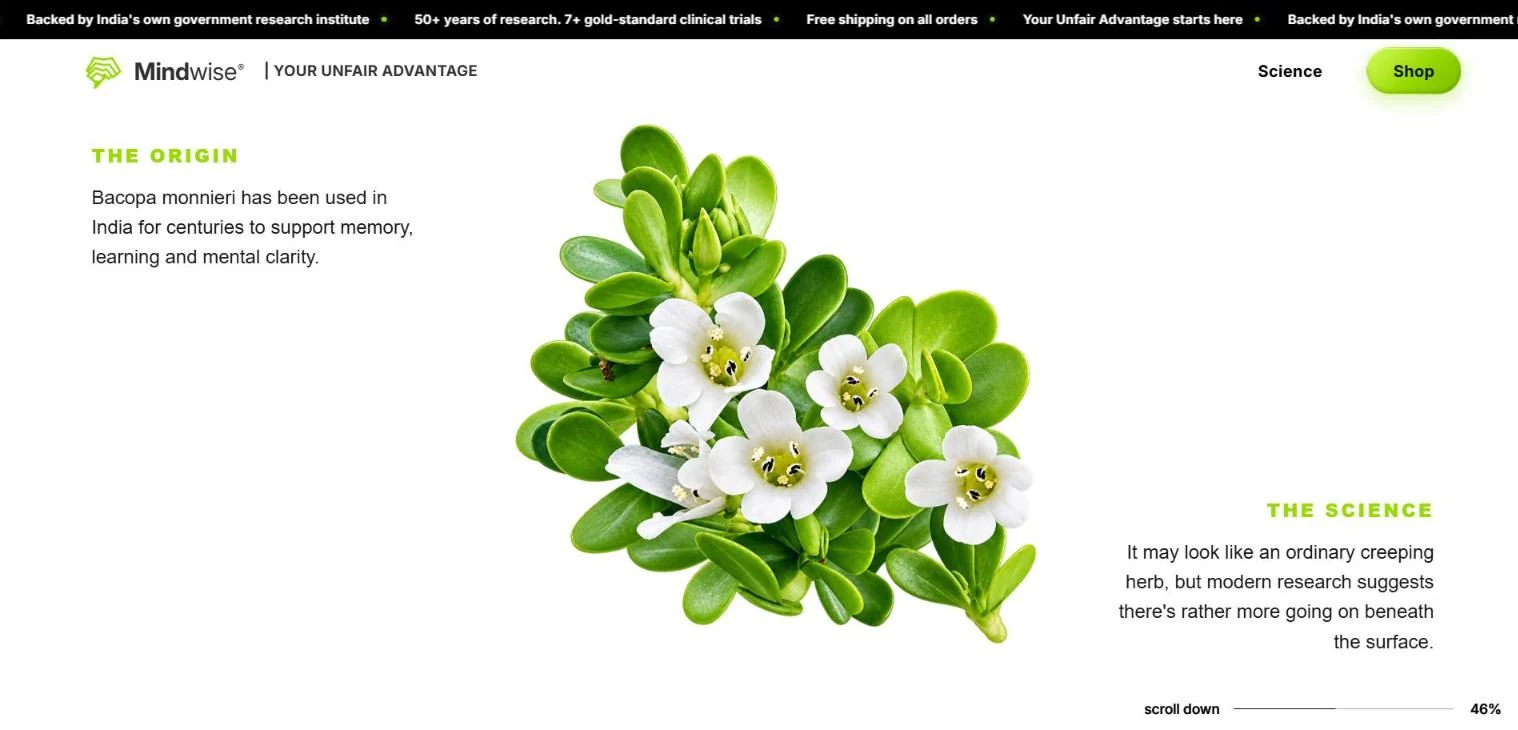 Backed by India's own government research institute • 50+ years of research. 7+ gold-standard clinical trials • Free shipping on all orders • Your Unfair Advantage starts here • Backed by India's own government
Mindwise® | YOUR UNFAIR ADVANTAGE
Science
Shop
THE ORIGIN
Bacopa monnieri has been used in
India for centuries to support memory,
learning and mental clarity.
THE SCIENCE
It may look like an ordinary creeping
herb, but modern research suggests
there's rather more going on beneath
the surface.
scroll down
46%